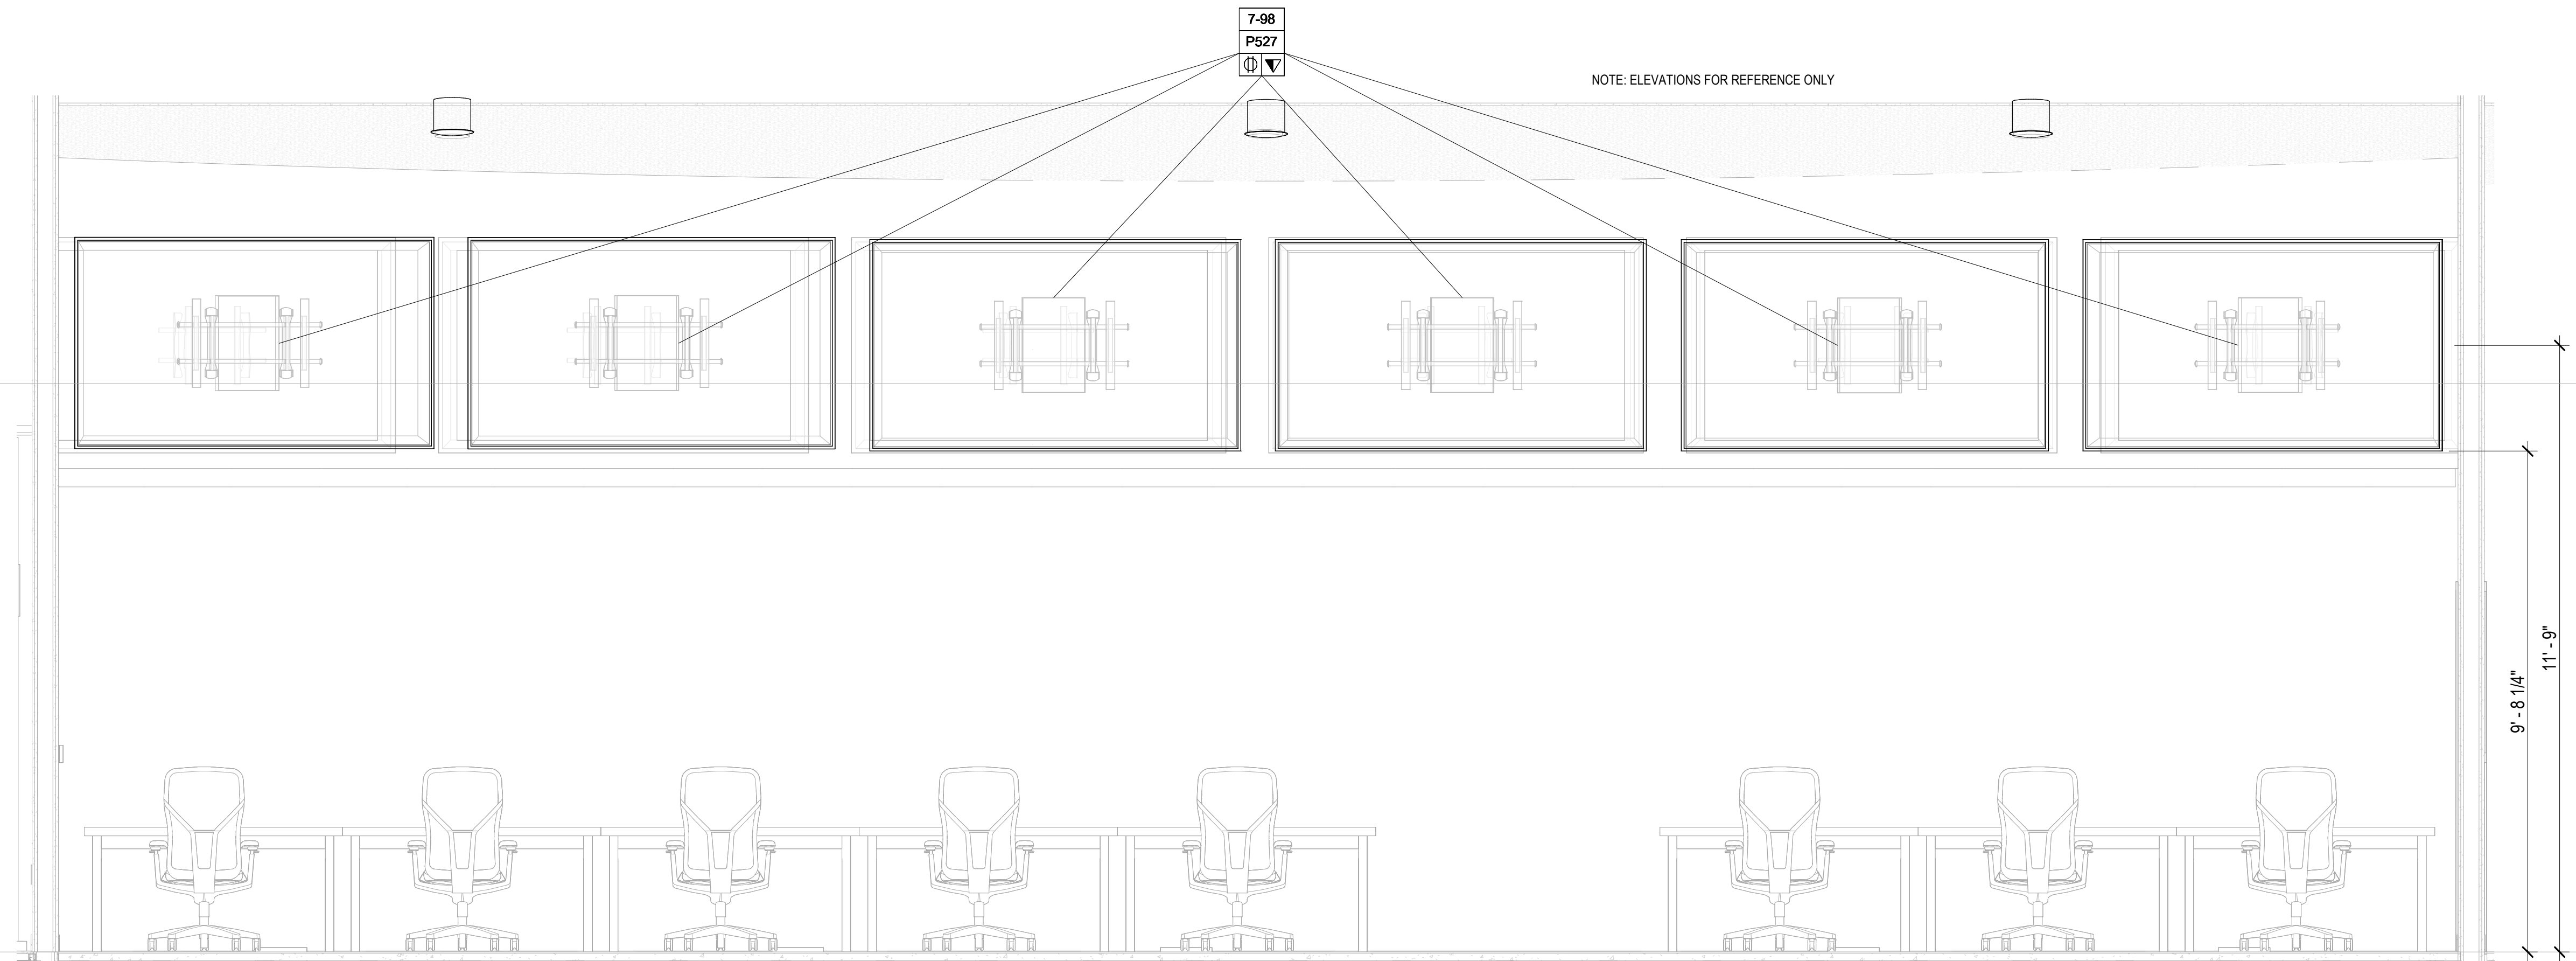 7-98
P527
NOTE: ELEVATIONS FOR REFERENCE ONLY
9' - 8 1/4"
11' - 9"